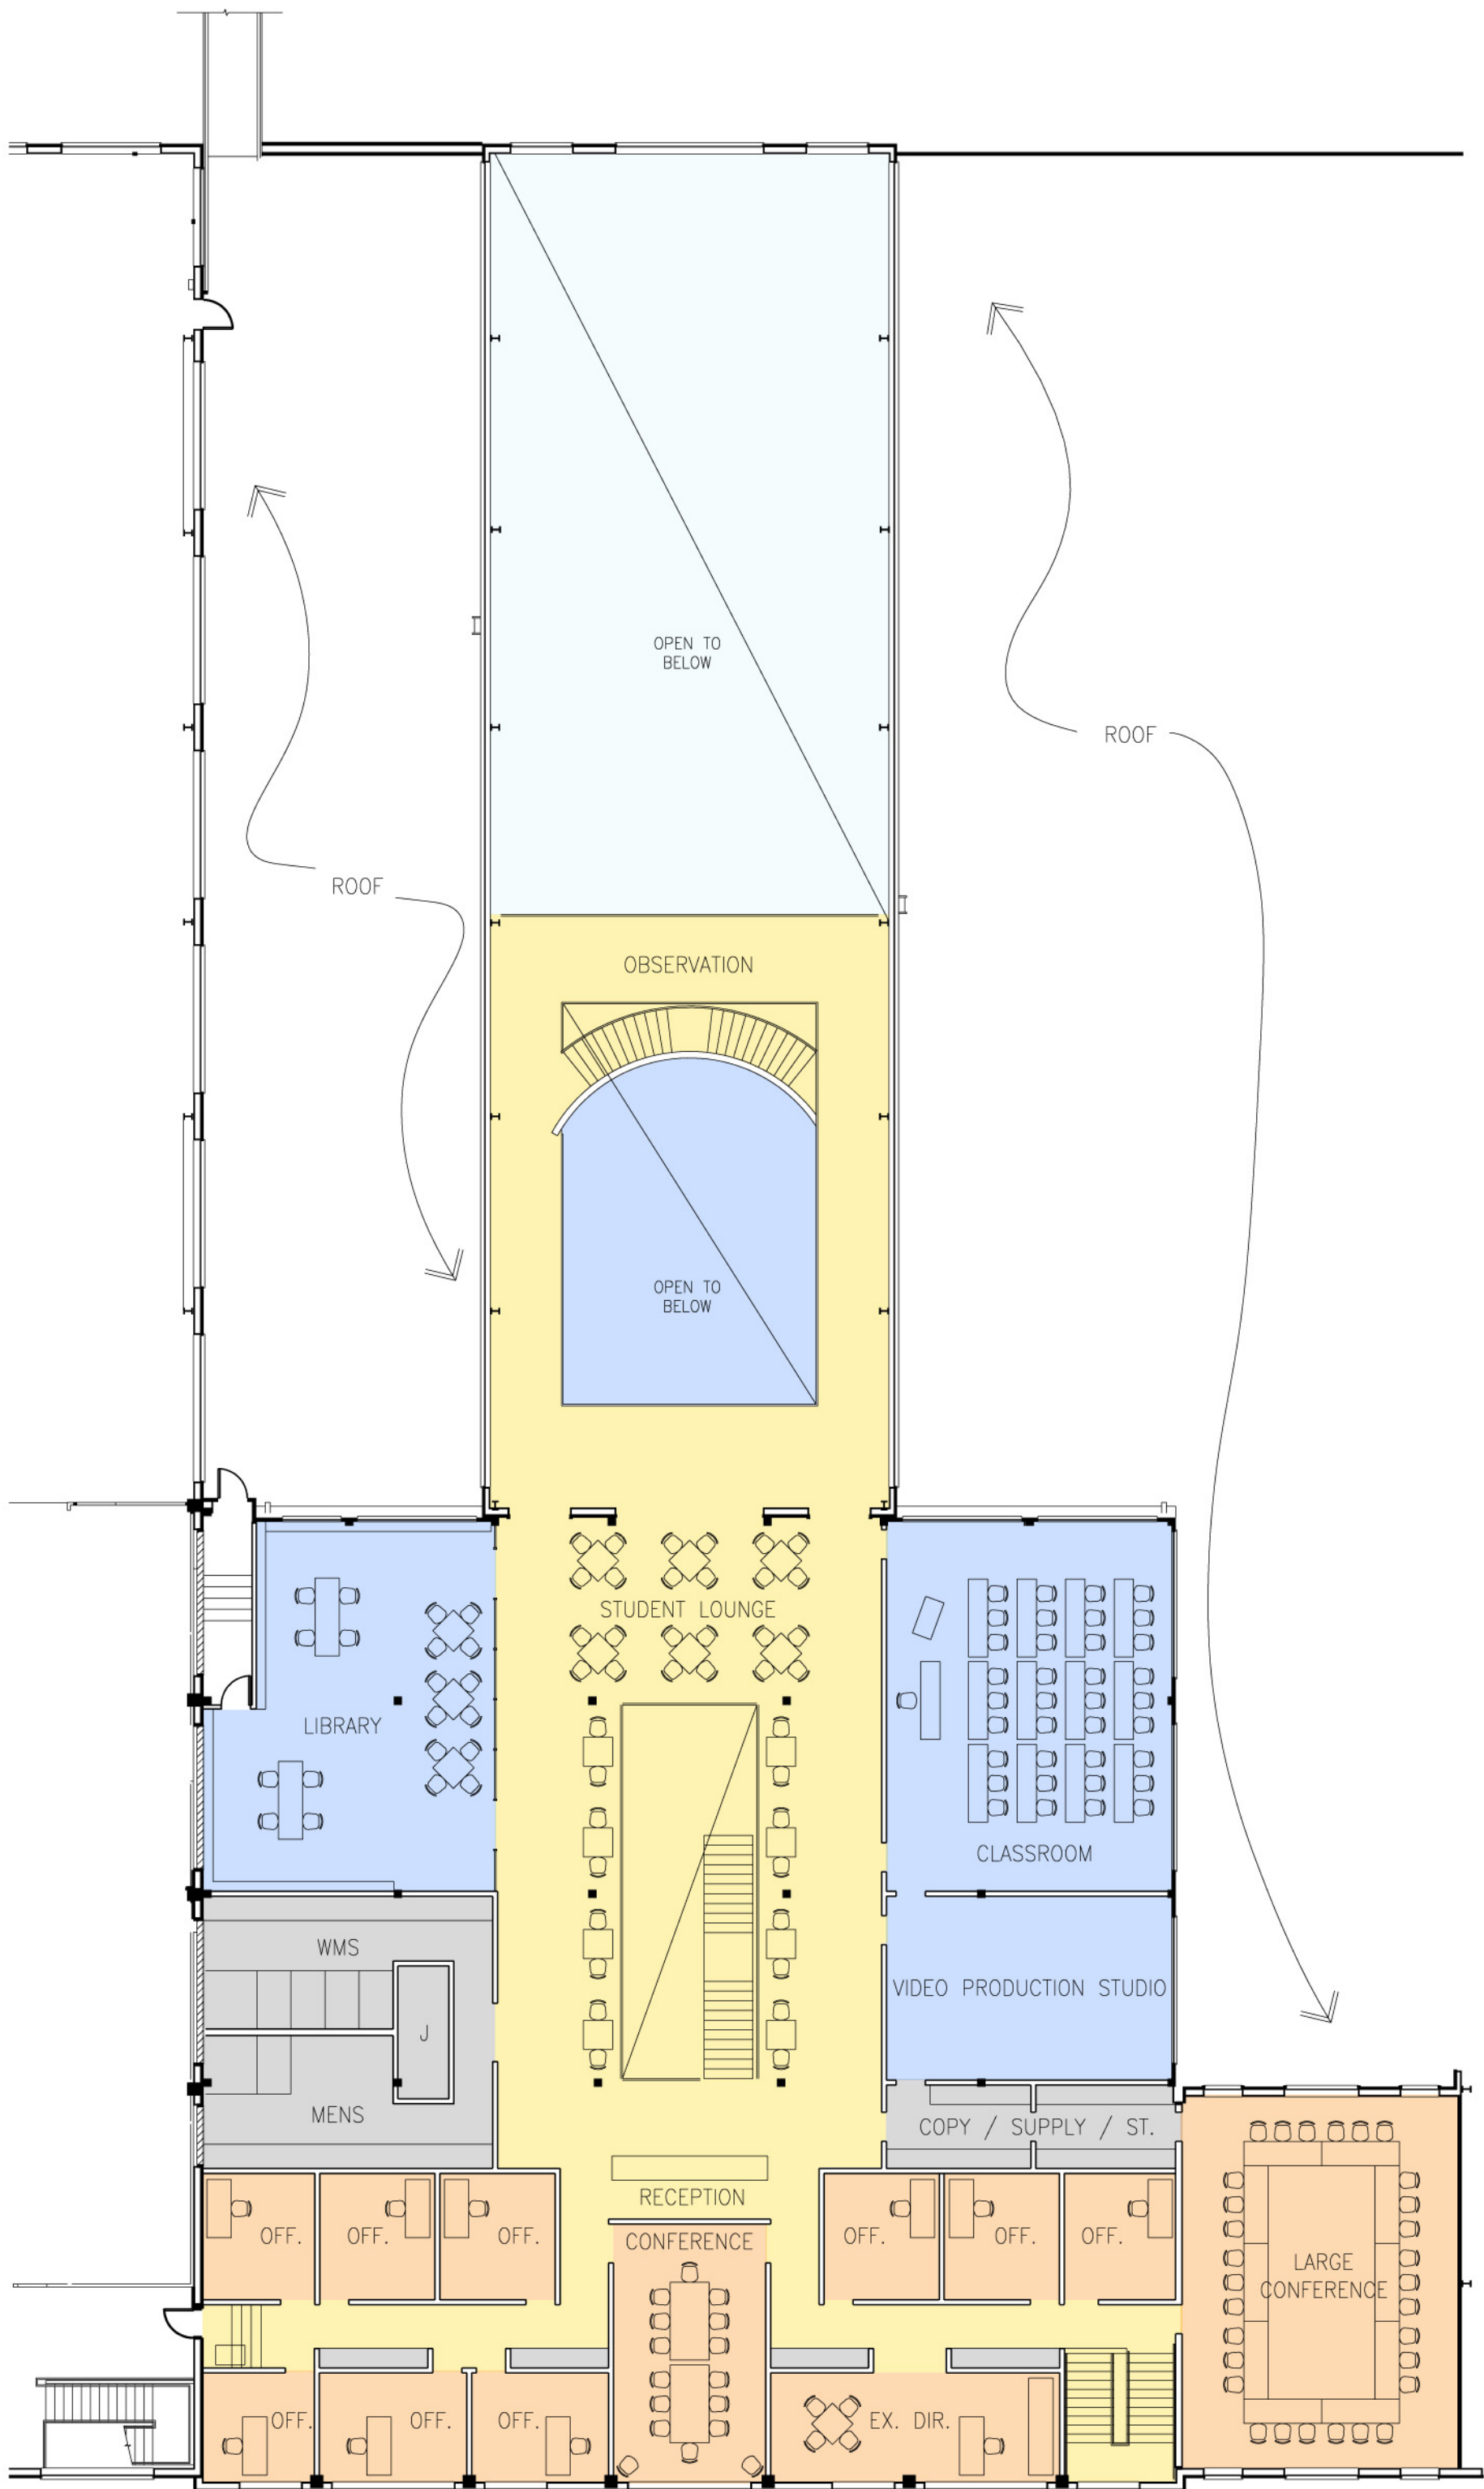 OPEN TO
BELOW
ROOF
ROOF
OBSERVATION
OPEN TO
BELOW
STUDENT LOUNGE
LIBRARY
CLASSROOM
WMS
VIDEO PRODUCTION STUDIO
J
MENS
COPY / SUPPLY / ST.
RECEPTION
OFF.
OFF.
OFF.
CONFERENCE
OFF.
OFF.
OFF.
LARGE
CONFERENCE
OFF.
OFF.
OFF.
EX. DIR.